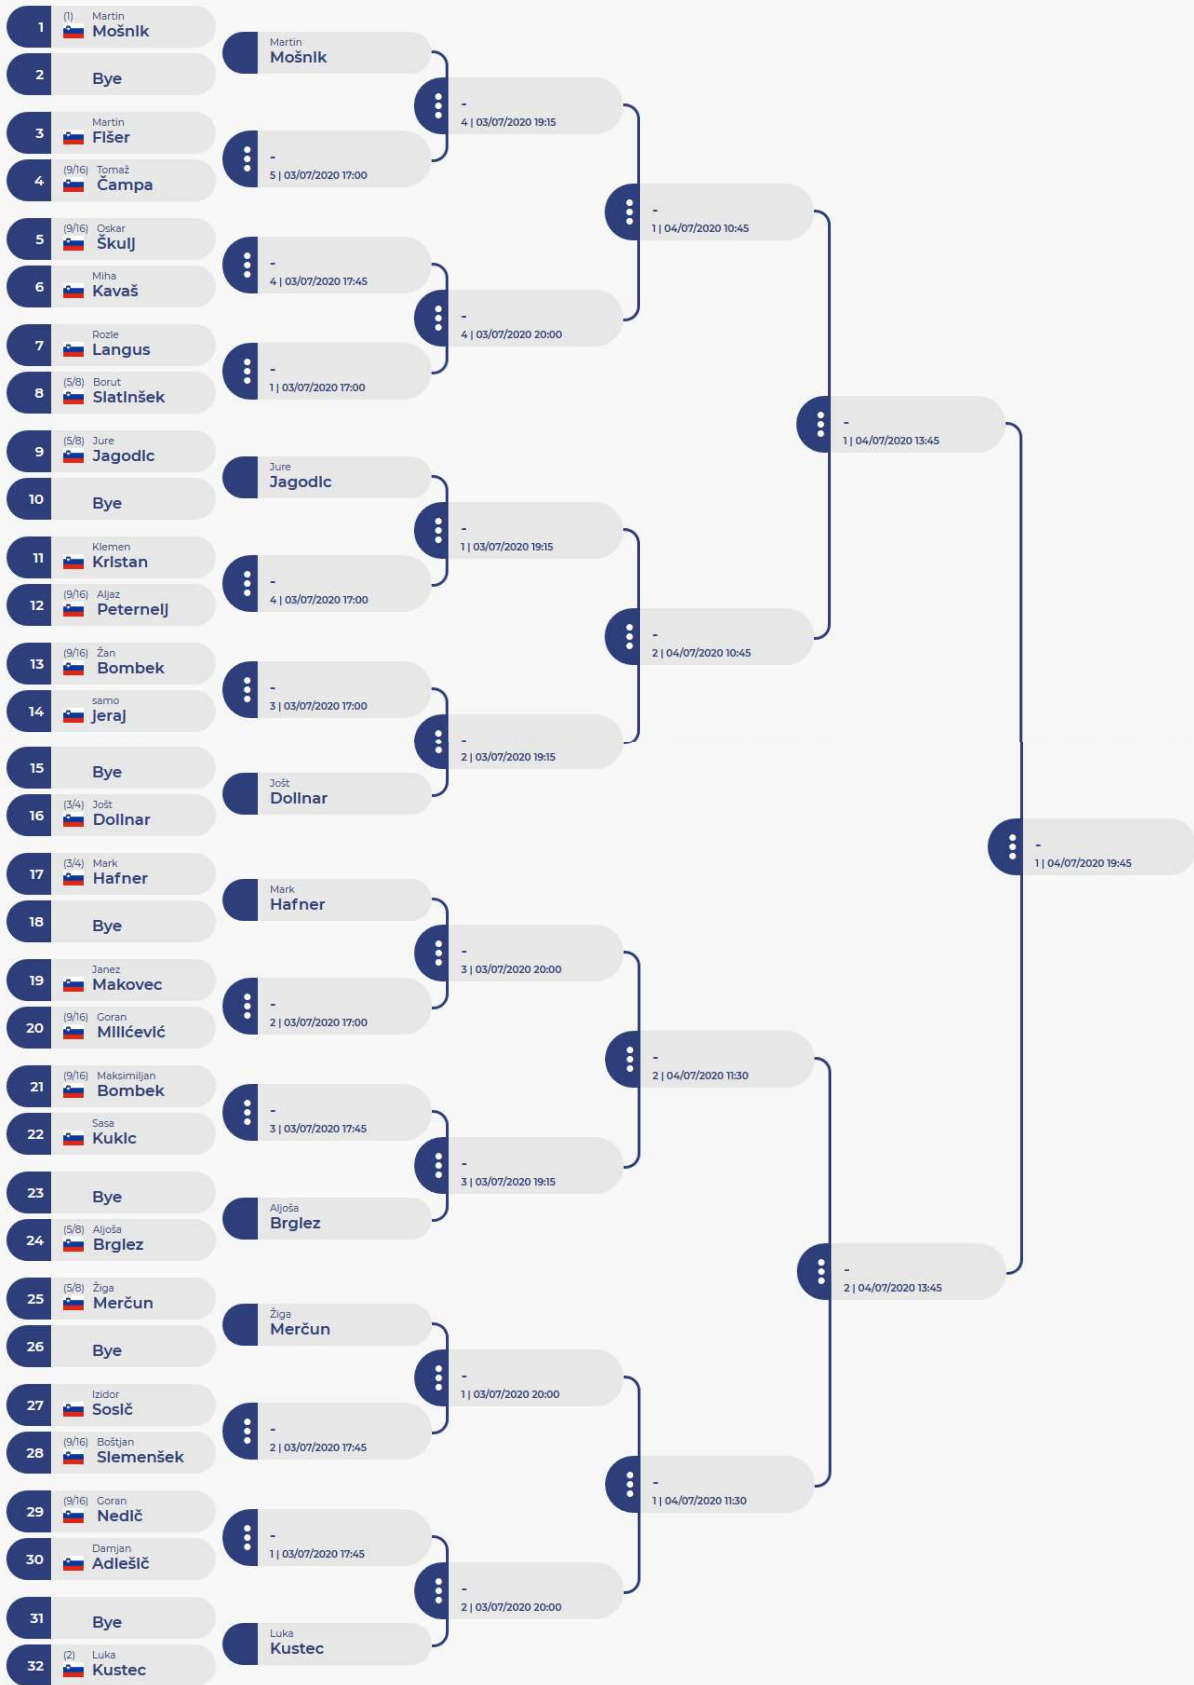 1 (1) Martin
Mošnik
2 Bye
3 Martin
Fišer
4 (9/16) Tomaž
Čampa
5 (9/16) Oskar
Škulj
6 Miha
Kavaš
7 Rozle
Langus
8 (5/8) Borut
Slatinšek
9 (5/8) Jure
Jagodic
10 Bye
11 Klemen
Kristan
12 (9/16) Aljaz
Peternelj
13 (9/16) Žan
Bombek
14 samo
jeraj
15 Bye
16 (3/4) Jošt
Dolinar
17 (3/4) Mark
Hafner
18 Bye
19 Janez
Makovec
20 (9/16) Goran
Milićević
21 (9/16) Maksimiljan
Bombek
22 Sasa
Kukic
23 Bye
24 (5/8) Aljoša
Brglez
25 (5/8) Žiga
Merčun
26 Bye
27 Izidor
Sosič
28 (9/16) Boštjan
Slemenšek
29 (9/16) Goran
Nedič
30 Damjan
Adlešič
31 Bye
32 (2) Luka
Kustec
Martin
Mošnik
-
5 | 03/07/2020 17:00
-
4 | 03/07/2020 17:45
-
1 | 03/07/2020 17:00
Jure
Jagodic
-
4 | 03/07/2020 17:00
-
3 | 03/07/2020 17:00
Jošt
Dolinar
Mark
Hafner
-
2 | 03/07/2020 17:00
-
3 | 03/07/2020 17:45
Aljoša
Brglez
Žiga
Merčun
-
2 | 03/07/2020 17:45
-
1 | 03/07/2020 17:45
Luka
Kustec
-
4 | 03/07/2020 19:15
-
4 | 03/07/2020 20:00
-
1 | 03/07/2020 19:15
-
2 | 03/07/2020 19:15
-
3 | 03/07/2020 20:00
-
3 | 03/07/2020 19:15
-
1 | 03/07/2020 20:00
-
2 | 03/07/2020 20:00
-
1 | 04/07/2020 10:45
-
2 | 04/07/2020 10:45
-
2 | 04/07/2020 11:30
-
1 | 04/07/2020 11:30
-
1 | 04/07/2020 13:45
-
2 | 04/07/2020 13:45
-
1 | 04/07/2020 19:45